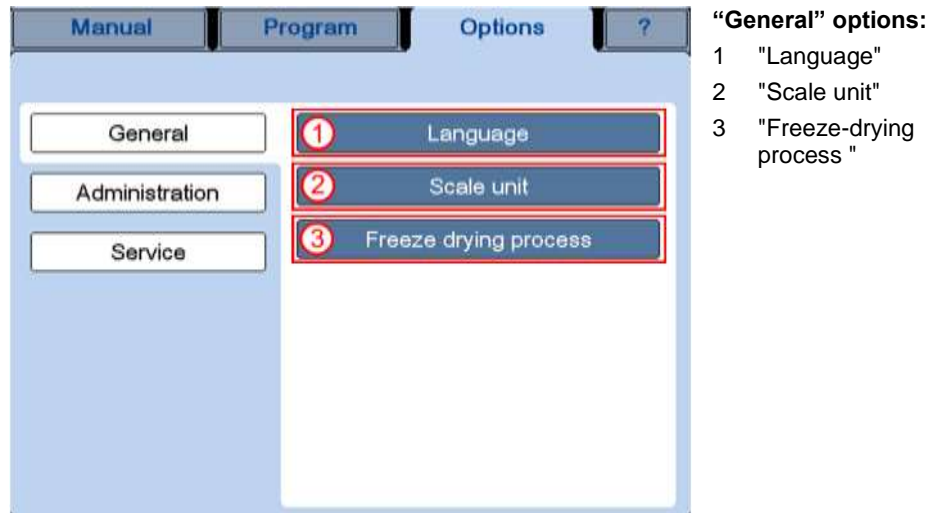 Manual Program Options ?
General
Administration
Service
1 Language
2 Scale unit
3 Freeze drying process
“General” options:
1 "Language"
2 "Scale unit"
3 "Freeze-drying
process "